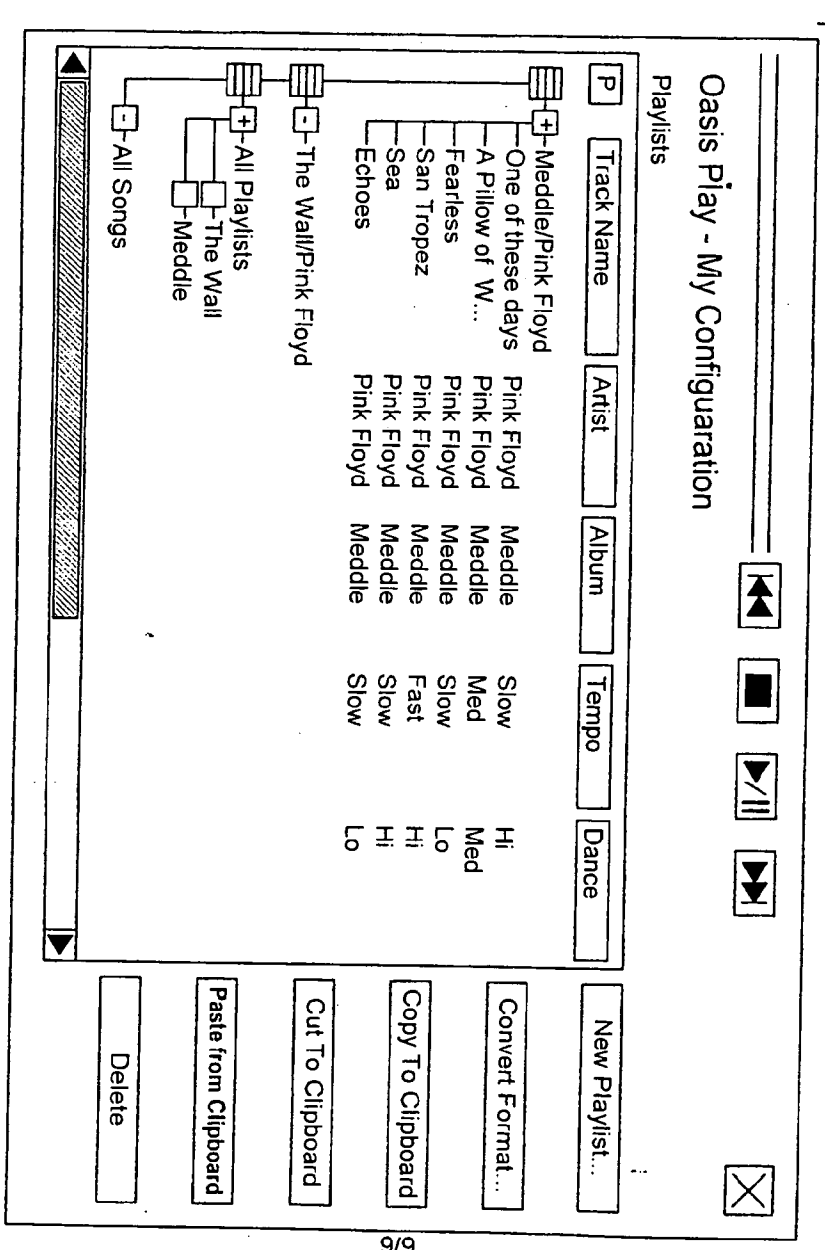 Oasis Play - My Configuaration
Playlists
P Track Name Artist Album Tempo Dance
+ Meddle/Pink Floyd
One of these days Pink Floyd Meddle Slow Hi
A Pillow of W... Pink Floyd Meddle Med Med
Fearless Pink Floyd Meddle Slow Lo
San Tropez Pink Floyd Meddle Fast Hi
Sea Pink Floyd Meddle Slow Hi
Echoes Pink Floyd Meddle Slow Lo
- The Wall/Pink Floyd
+ All Playlists
The Wall
Meddle
- All Songs
New Playlist...
Convert Format...
Copy To Clipboard
Cut To Clipboard
Paste from Clipboard
Delete
9/9